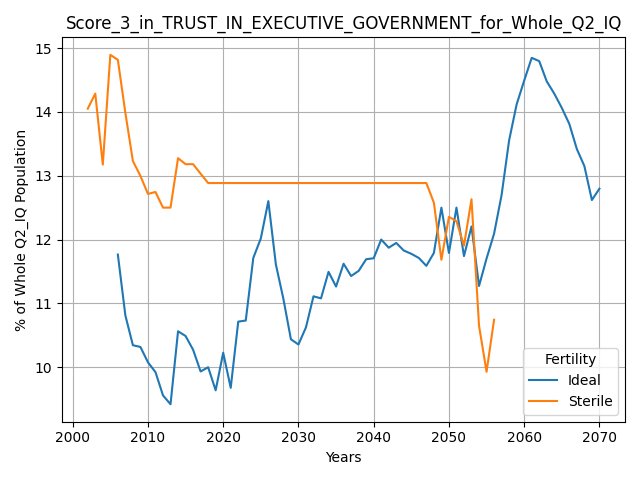 Score_3_in_TRUST_IN_EXECUTIVE_GOVERNMENT_for_Whole_Q2_IQ
15
14
13
12
11
10
% of Whole Q2_IQ Population
2000 2010 2020 2030 2040 2050 2060 2070
Years
Fertility
Ideal
Sterile